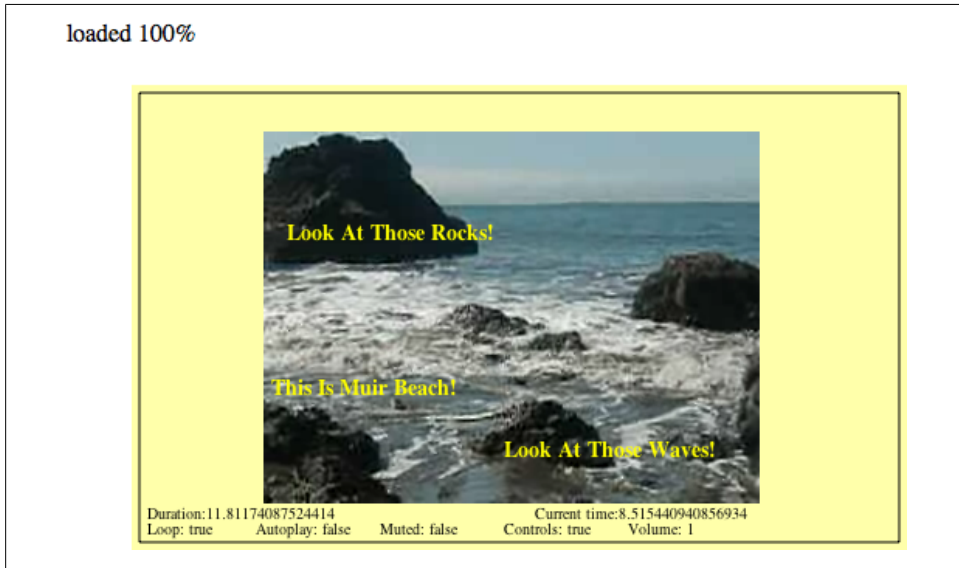 loaded 100%
Look At Those Rocks!
This Is Muir Beach!
Look At Those Waves!
Duration:11.81174087524414 Current time:8.515440940856934
Loop: true Autoplay: false Muted: false Controls: true Volume: 1